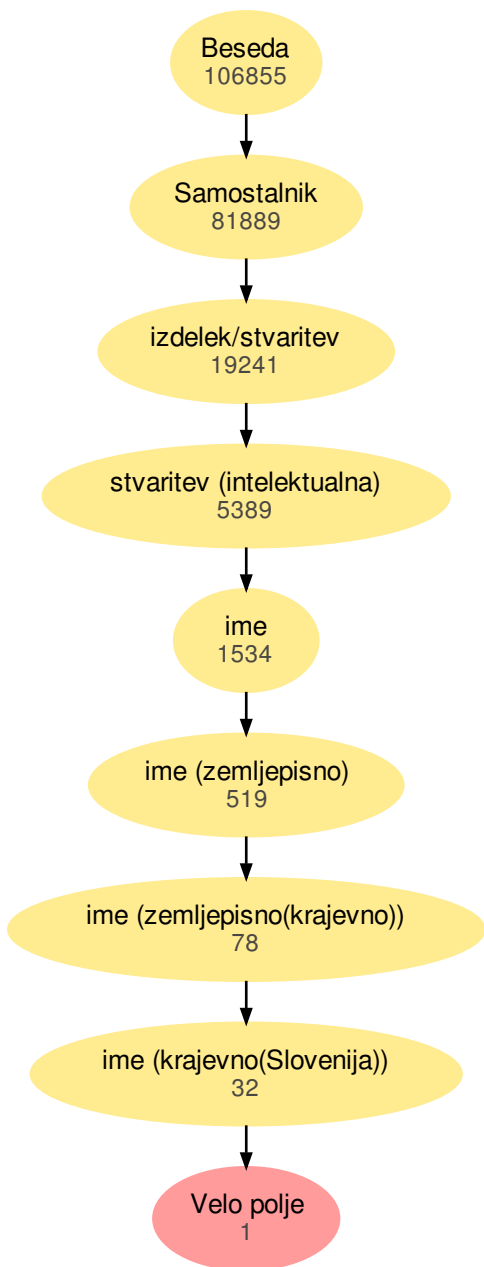 Beseda
106855
Samostalnik
81889
izdelek/stvaritev
19241
stvaritev (intelektualna)
5389
ime
1534
ime (zemljepisno)
519
ime (zemljepisno(krajevno))
78
ime (krajevno(Slovenija))
32
Velo polje
1